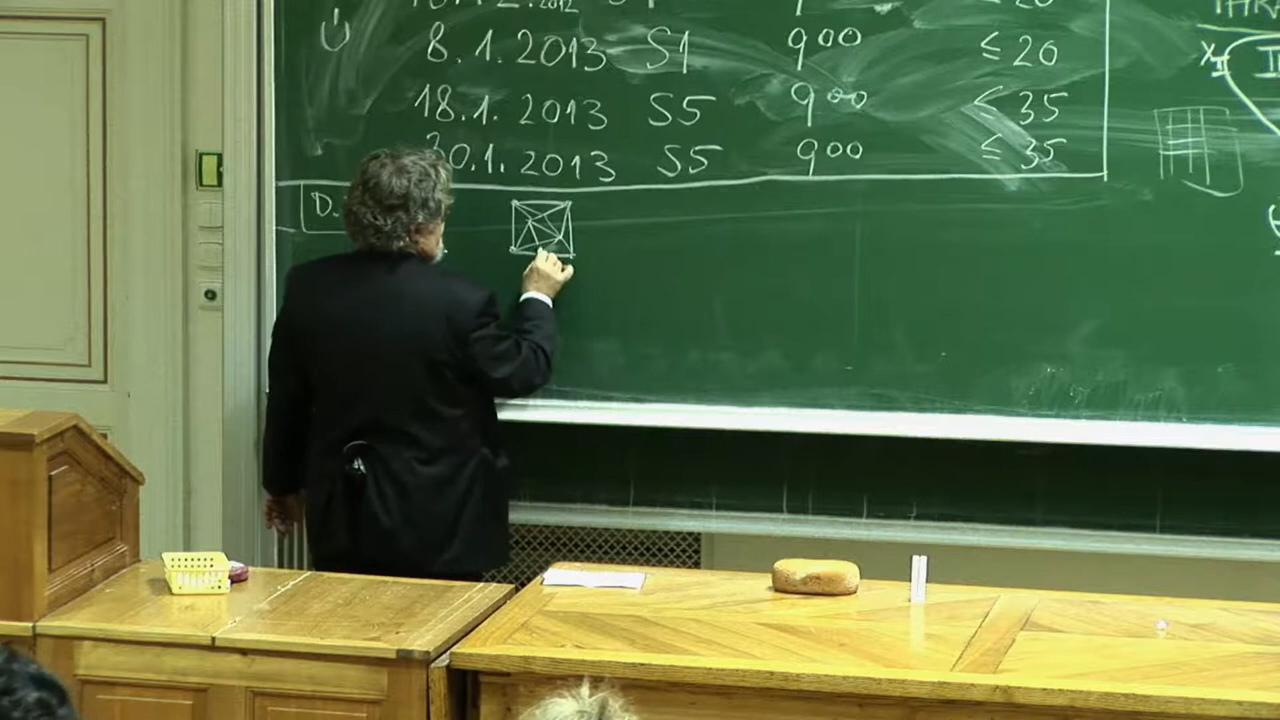 8.1.2013 S1 9⁰⁰ ≤20
18.1.2013 S5 9⁰⁰ ≤35
30.1.2013 S5 9⁰⁰ ≤35
D.